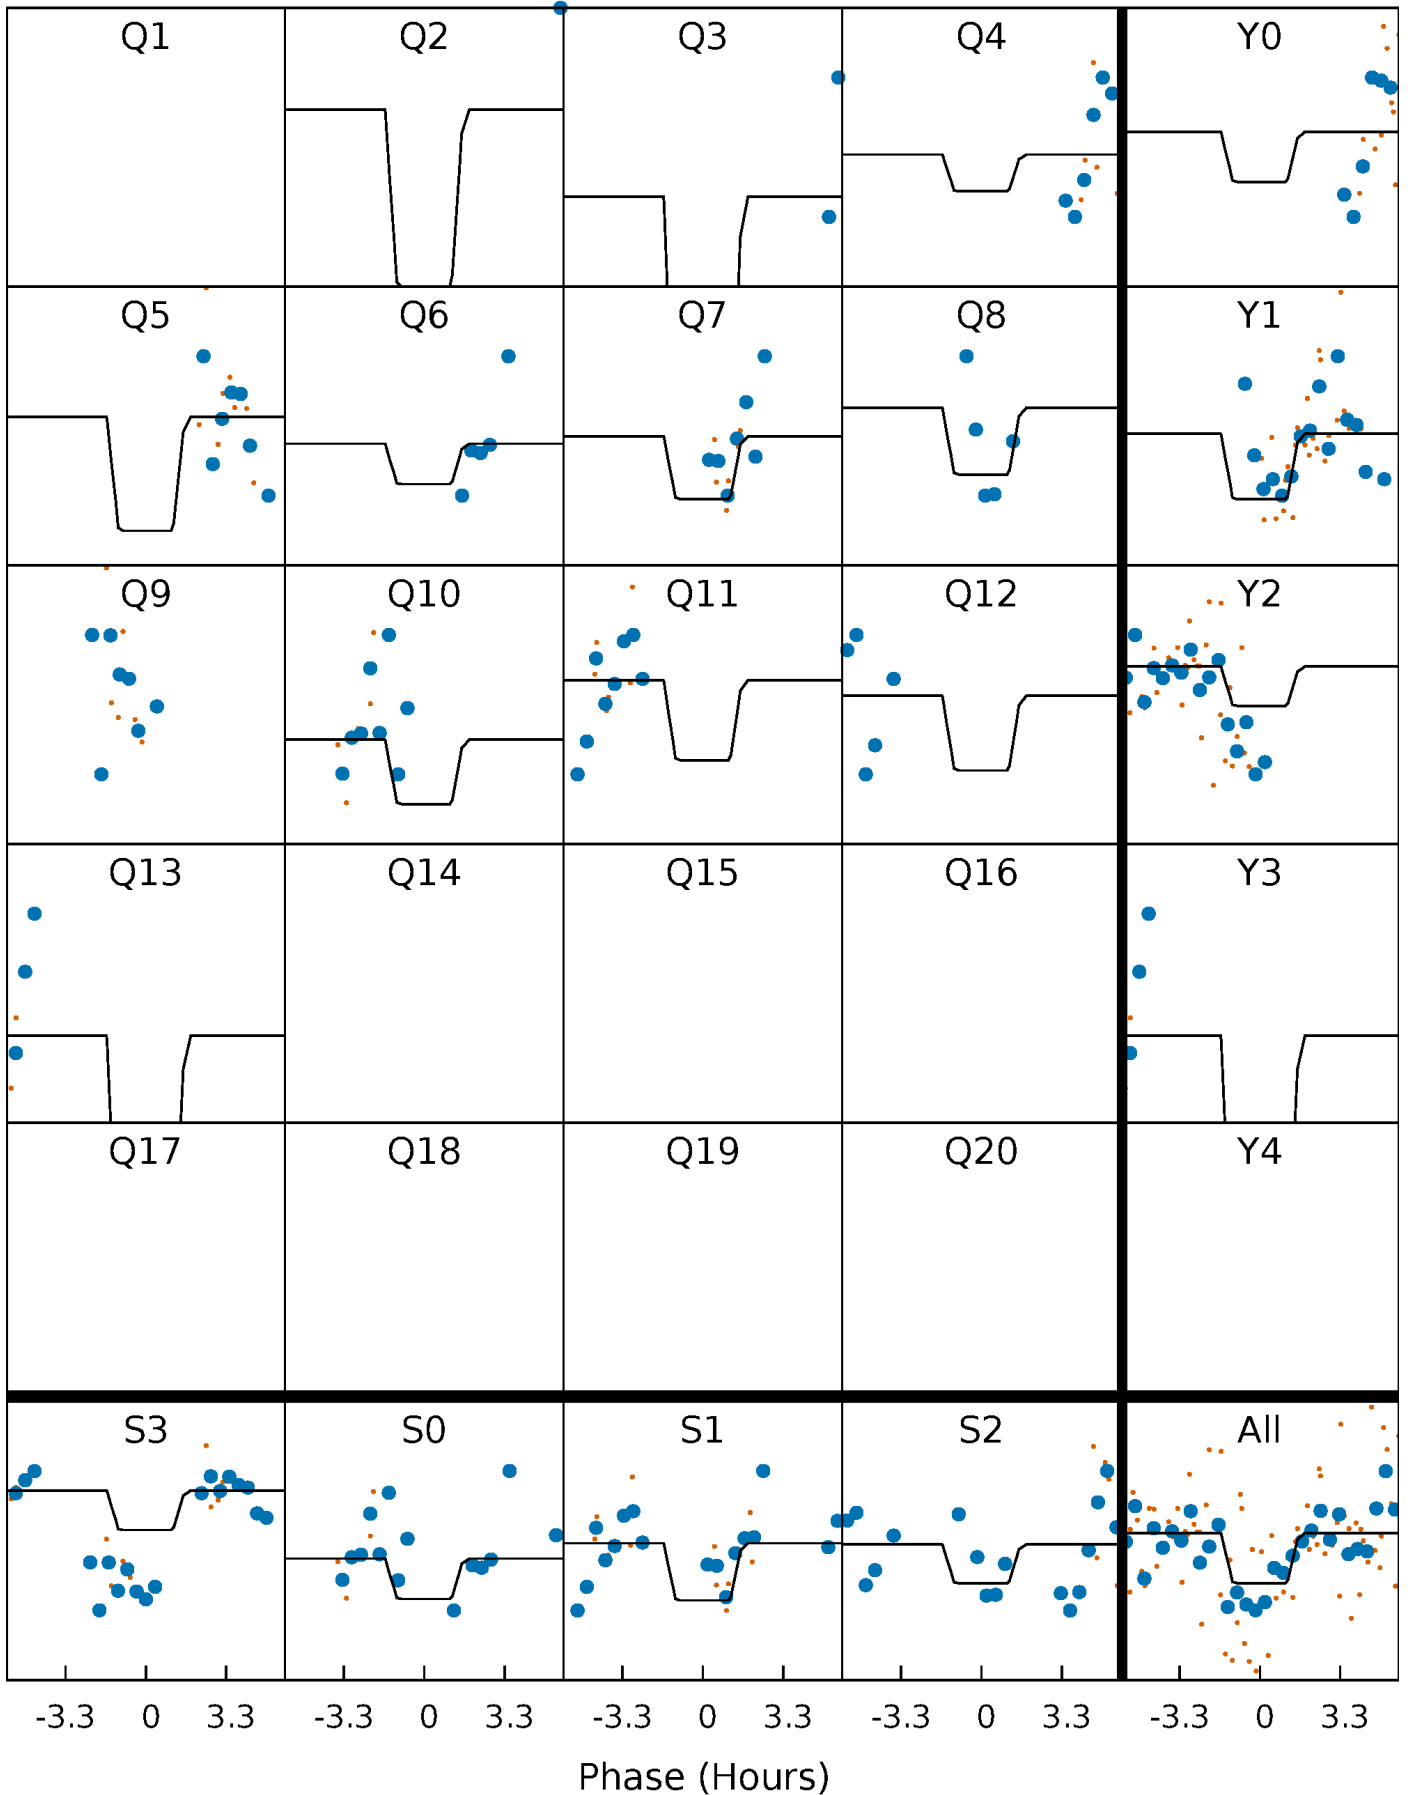 Q1 Q2 Q3 Q4 Y0
Q5 Q6 Q7 Q8 Y1
Q9 Q10 Q11 Q12 Y2
Q13 Q14 Q15 Q16 Y3
Q17 Q18 Q19 Q20 Y4
S3 S0 S1 S2 All
-3.3 0 3.3 -3.3 0 3.3 -3.3 0 3.3 -3.3 0 3.3 -3.3 0 3.3
Phase (Hours)